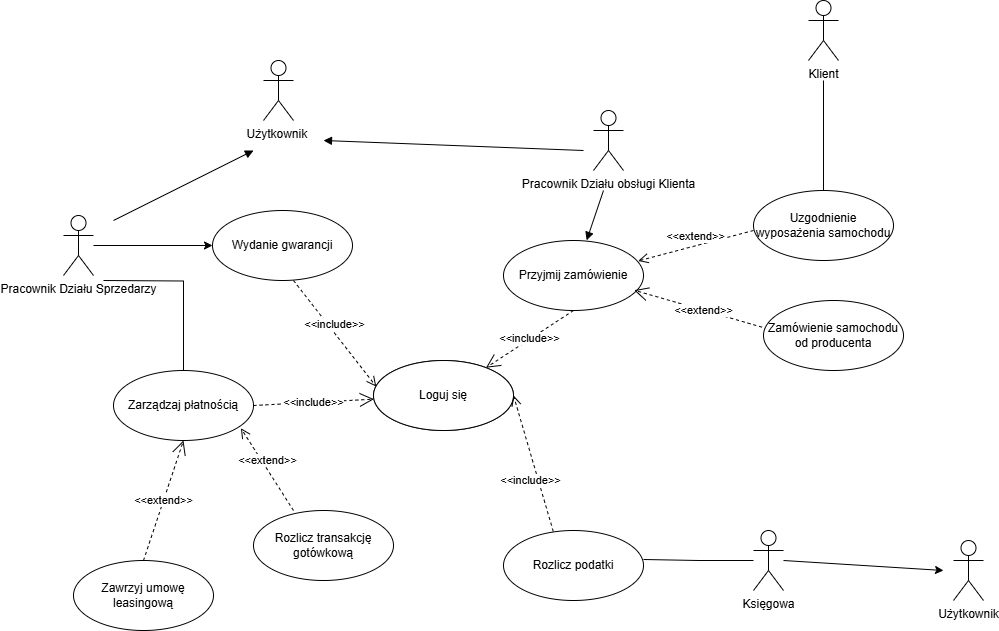 Klient
Użytkownik
Pracownik Działu obsługi Klienta
Uzgodnienie
wyposażenia samochodu
<<extend>>
Wydanie gwarancji
Przyjmij zamówienie
Pracownik Działu Sprzedarzy
<<extend>>
<<include>>
<<include>>
Zamówienie samochodu
od producenta
Loguj się
Zarządzaj płatnością
<<include>>
<<extend>>
<<include>>
<<extend>>
Rozlicz transakcję
gotówkową
Rozlicz podatki
Zawrzyj umowę
leasingową
Księgowa
Użytkownik